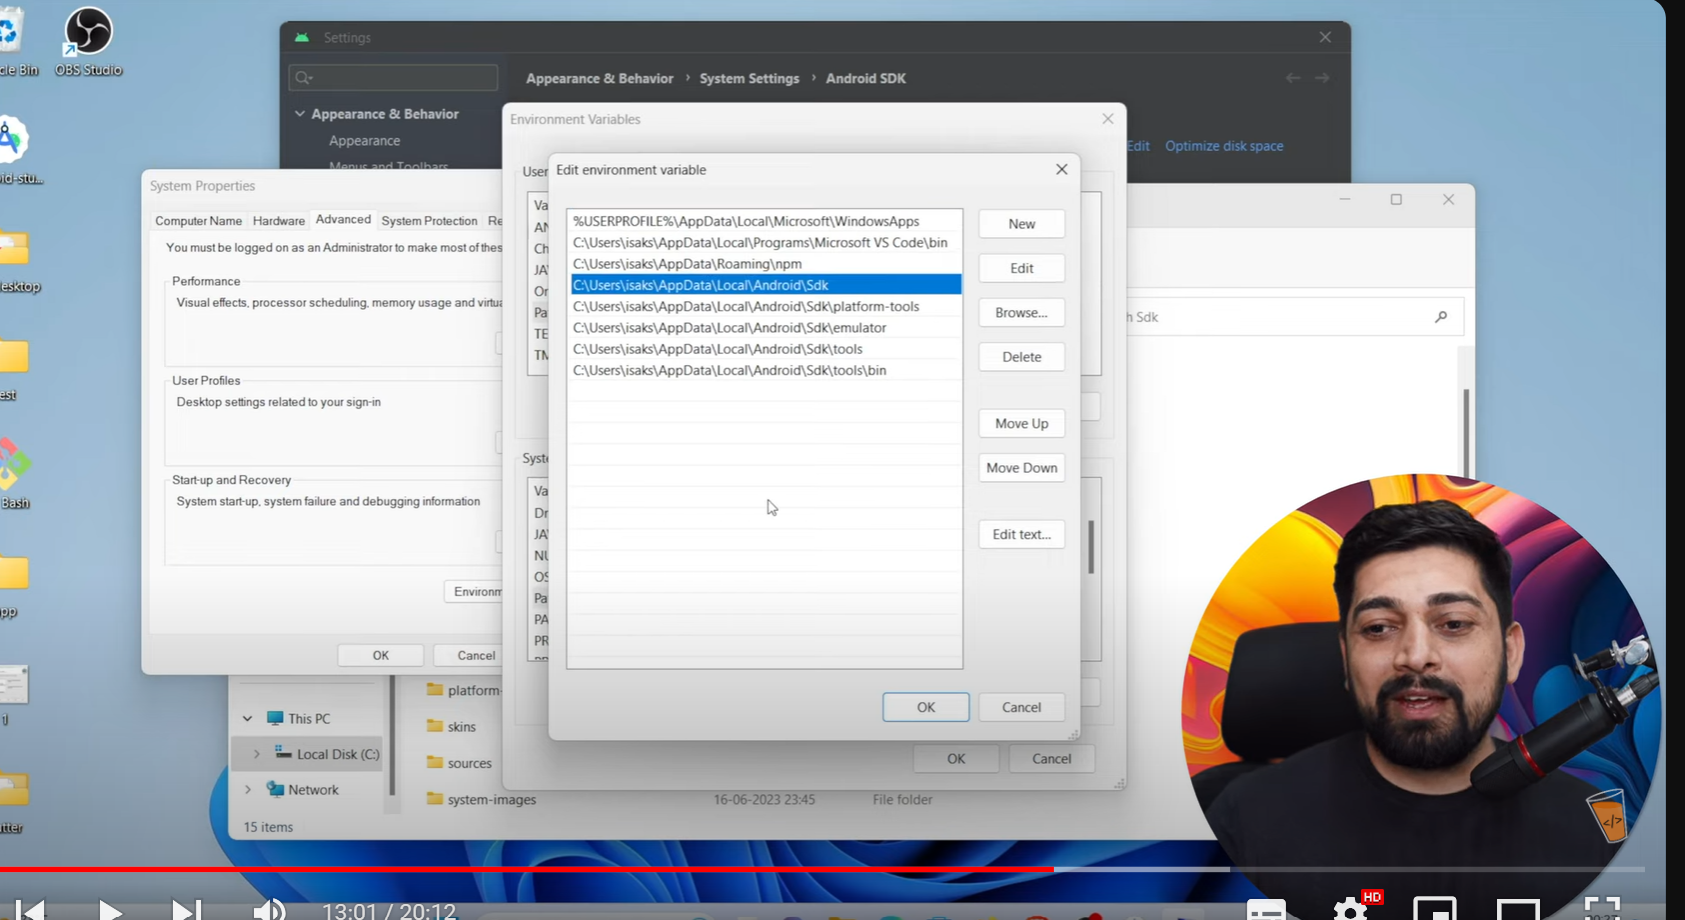 cle Bin
OBS Studio
Settings
Appearance & Behavior › System Settings › Android SDK
Appearance & Behavior
Appearance
Menus and Toolbars
Edit
Optimize disk space
id-stu...
esktop
est
Bash
pp
1
tter
System Properties
Computer Name
Hardware
Advanced
System Protection
Re
You must be logged on as an Administrator to make most of thes
Performance
Visual effects, processor scheduling, memory usage and virtua
User Profiles
Desktop settings related to your sign-in
Start-up and Recovery
System start-up, system failure and debugging information
Environm
OK
Cancel
Environment Variables
User
Va
AN
Ch
JA
On
Pa
TE
TM
Syste
Va
Dr
JA
NU
OS
Pa
PA
PR
OK
Cancel
Edit environment variable
%USERPROFILE%\AppData\Local\Microsoft\WindowsApps
C:\Users\isaks\AppData\Local\Programs\Microsoft VS Code\bin
C:\Users\isaks\AppData\Roaming\npm
C:\Users\isaks\AppData\Local\Android\Sdk
C:\Users\isaks\AppData\Local\Android\Sdk\platform-tools
C:\Users\isaks\AppData\Local\Android\Sdk\emulator
C:\Users\isaks\AppData\Local\Android\Sdk\tools
C:\Users\isaks\AppData\Local\Android\Sdk\tools\bin
New
Edit
Browse...
Delete
Move Up
Move Down
Edit text...
OK
Cancel
h Sdk
This PC
Local Disk (C:)
Network
platform-
skins
sources
system-images
16-06-2023 23:45
File folder
15 items
</>
13:01 / 20:12
HD